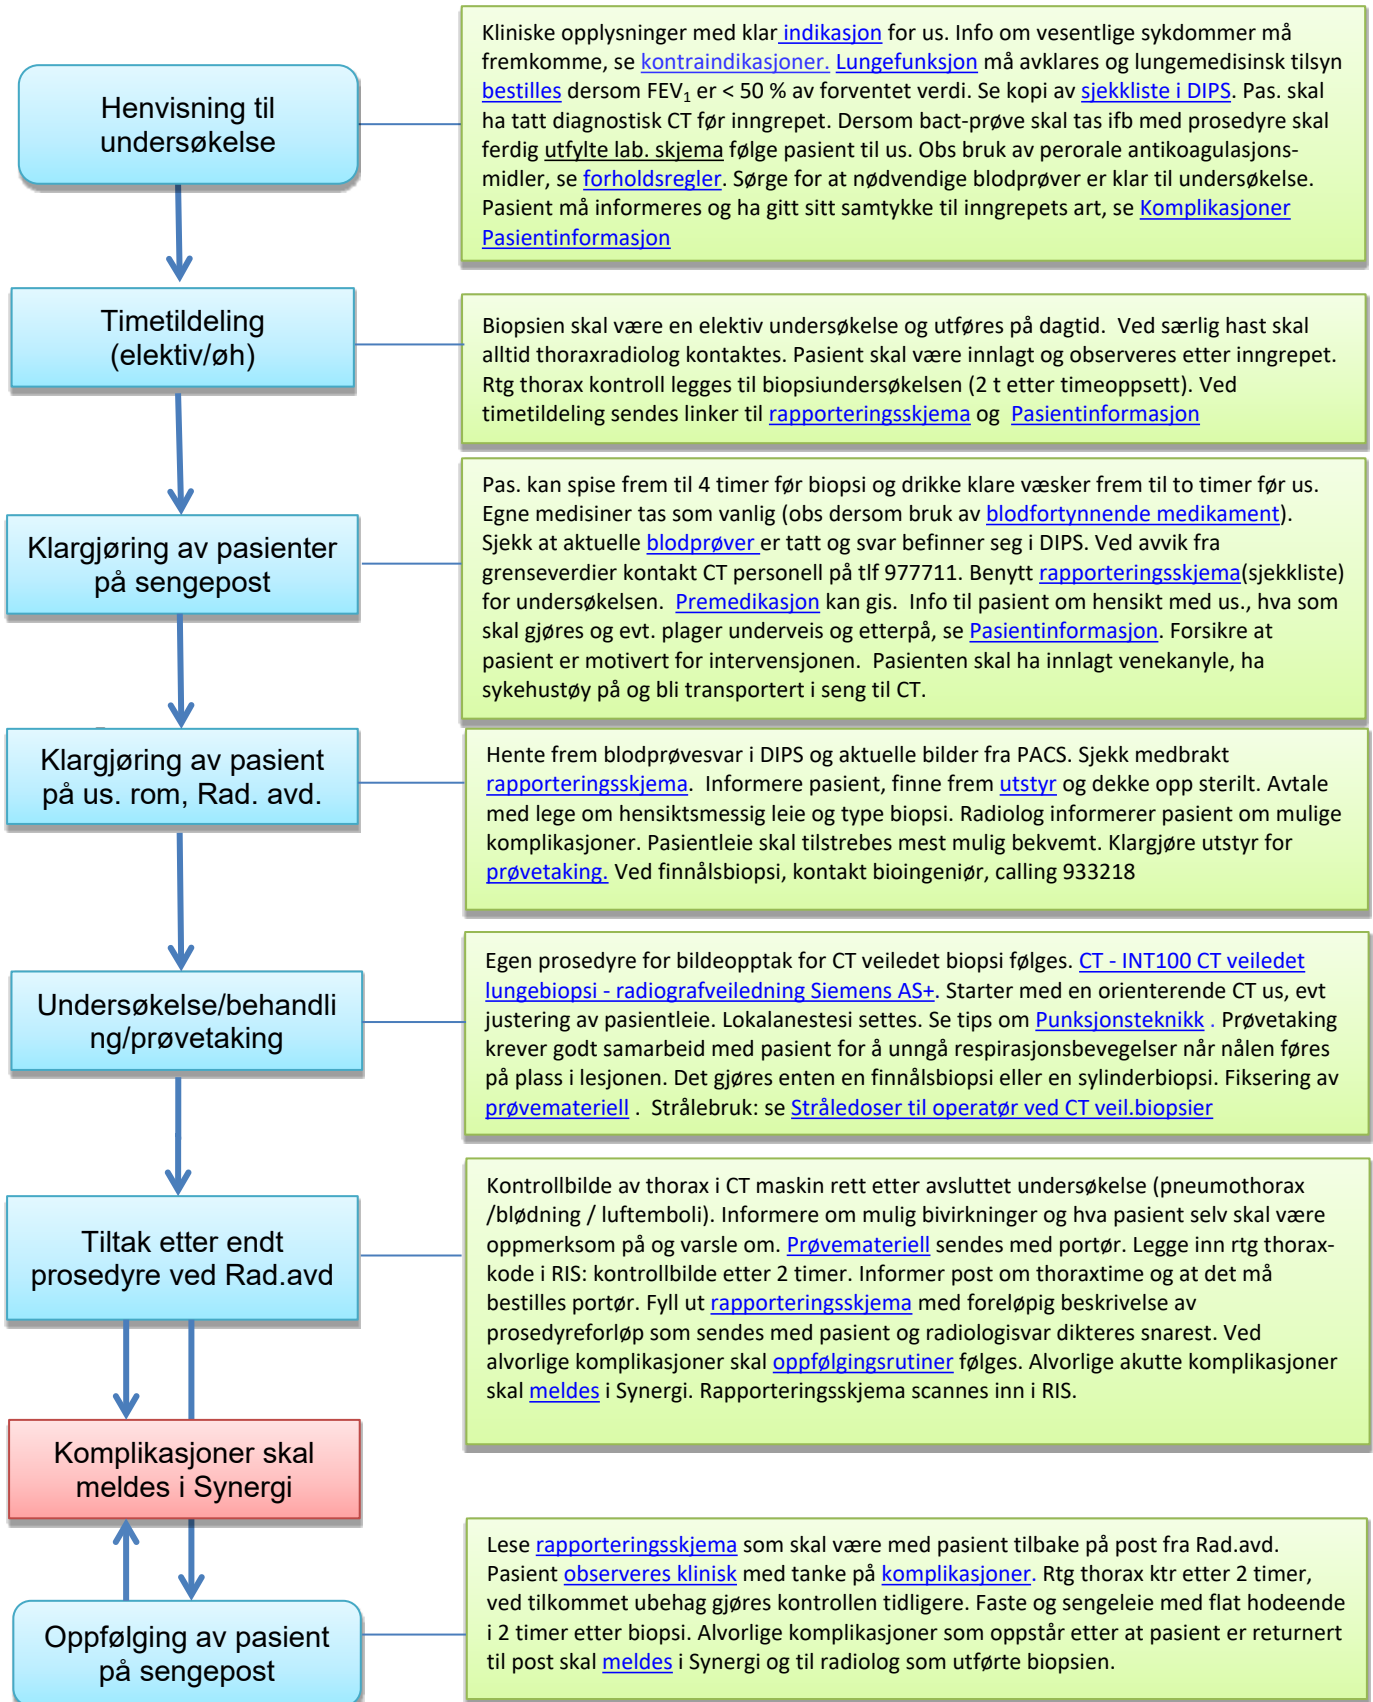 Henvisning til
undersøkelse
Kliniske opplysninger med klar indikasjon for us. Info om vesentlige sykdommer må
fremkomme, se kontraindikasjoner. Lungefunksjon må avklares og lungemedisinsk tilsyn
bestilles dersom FEV1 er < 50 % av forventet verdi. Se kopi av sjekkliste i DIPS. Pas. skal
ha tatt diagnostisk CT før inngrepet. Dersom bact-prøve skal tas ifb med prosedyre skal
ferdig utfylte lab. skjema følge pasient til us. Obs bruk av perorale antikoagulasjons-
midler, se forholdsregler. Sørge for at nødvendige blodprøver er klar til undersøkelse.
Pasient må informeres og ha gitt sitt samtykke til inngrepets art, se Komplikasjoner
Pasientinformasjon
Timetildeling
(elektiv/øh)
Biopsien skal være en elektiv undersøkelse og utføres på dagtid. Ved særlig hast skal
alltid thoraxradiolog kontaktes. Pasient skal være innlagt og observeres etter inngrepet.
Rtg thorax kontroll legges til biopsiundersøkelsen (2 t etter timeoppsett). Ved
timetildeling sendes linker til rapporteringsskjema og Pasientinformasjon
Klargjøring av pasienter
på sengepost
Pas. kan spise frem til 4 timer før biopsi og drikke klare væsker frem til to timer før us.
Egne medisiner tas som vanlig (obs dersom bruk av blodfortynnende medikament).
Sjekk at aktuelle blodprøver er tatt og svar befinner seg i DIPS. Ved avvik fra
grenseverdier kontakt CT personell på tlf 977711. Benytt rapporteringsskjema(sjekkliste)
for undersøkelsen. Premedikasjon kan gis. Info til pasient om hensikt med us., hva som
skal gjøres og evt. plager underveis og etterpå, se Pasientinformasjon. Forsikre at
pasient er motivert for intervensjonen. Pasienten skal ha innlagt venekanyle, ha
sykehustøy på og bli transportert i seng til CT.
Klargjøring av pasient
på us. rom, Rad. avd.
Hente frem blodprøvesvar i DIPS og aktuelle bilder fra PACS. Sjekk medbrakt
rapporteringsskjema. Informere pasient, finne frem utstyr og dekke opp sterilt. Avtale
med lege om hensiktsmessig leie og type biopsi. Radiolog informerer pasient om mulige
komplikasjoner. Pasientleie skal tilstrebes mest mulig bekvemt. Klargjøre utstyr for
prøvetaking. Ved finnålsbiopsi, kontakt bioingeniør, calling 933218
Undersøkelse/behandli
ng/prøvetaking
Egen prosedyre for bildeopptak for CT veiledet biopsi følges. CT - INT100 CT veiledet
lungebiopsi - radiografveiledning Siemens AS+. Starter med en orienterende CT us, evt
justering av pasientleie. Lokalanestesi settes. Se tips om Punksjonsteknikk . Prøvetaking
krever godt samarbeid med pasient for å unngå respirasjonsbevegelser når nålen føres
på plass i lesjonen. Det gjøres enten en finnålsbiopsi eller en sylinderbiopsi. Fiksering av
prøvemateriell . Strålebruk: se Stråledoser til operatør ved CT veil.biopsier
Tiltak etter endt
prosedyre ved Rad.avd
Kontrollbilde av thorax i CT maskin rett etter avsluttet undersøkelse (pneumothorax
/blødning / luftemboli). Informere om mulig bivirkninger og hva pasient selv skal være
oppmerksom på og varsle om. Prøvemateriell sendes med portør. Legge inn rtg thorax-
kode i RIS: kontrollbilde etter 2 timer. Informer post om thoraxtime og at det må
bestilles portør. Fyll ut rapporteringsskjema med foreløpig beskrivelse av
prosedyreforløp som sendes med pasient og radiologisvar dikteres snarest. Ved
alvorlige komplikasjoner skal oppfølgingsrutiner følges. Alvorlige akutte komplikasjoner
skal meldes i Synergi. Rapporteringsskjema scannes inn i RIS.
Komplikasjoner skal
meldes i Synergi
Oppfølging av pasient
på sengepost
Lese rapporteringsskjema som skal være med pasient tilbake på post fra Rad.avd.
Pasient observeres klinisk med tanke på komplikasjoner. Rtg thorax ktr etter 2 timer,
ved tilkommet ubehag gjøres kontrollen tidligere. Faste og sengeleie med flat hodeende
i 2 timer etter biopsi. Alvorlige komplikasjoner som oppstår etter at pasient er returnert
til post skal meldes i Synergi og til radiolog som utførte biopsien.